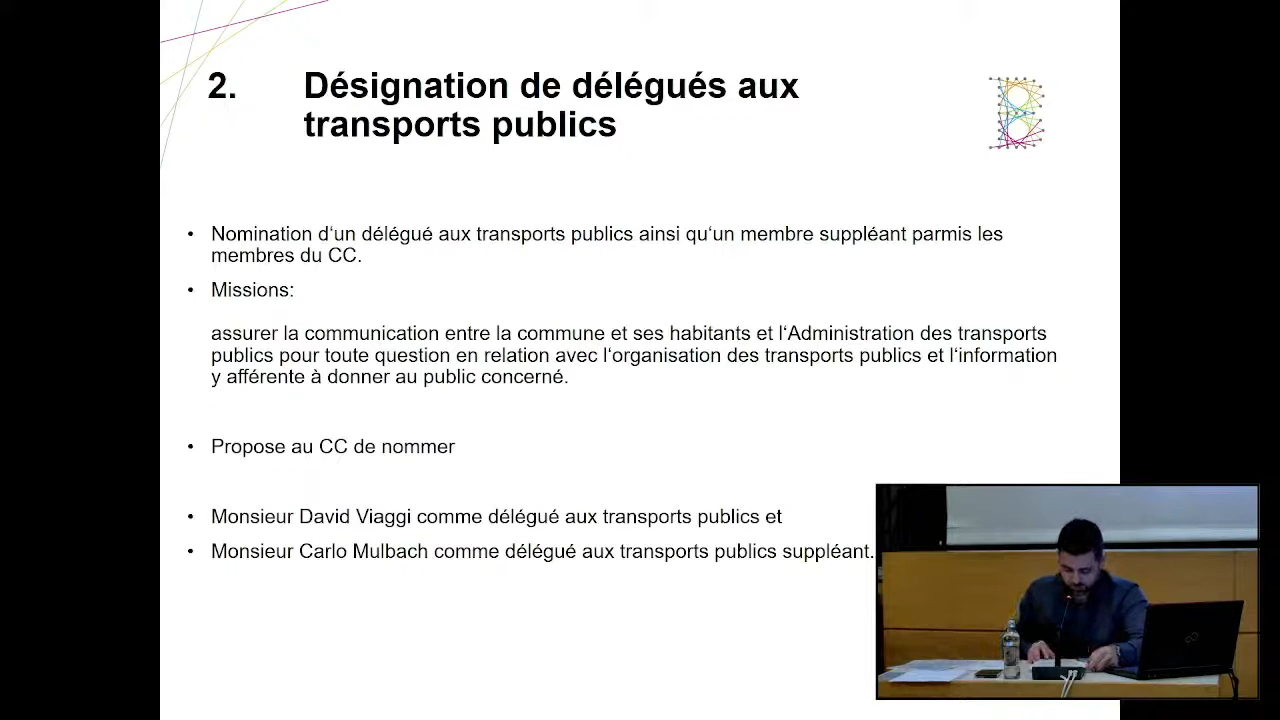 2. Désignation de délégués aux
transports publics
• Nomination d‘un délégué aux transports publics ainsi qu‘un membre suppléant parmis les
membres du CC.
• Missions:
assurer la communication entre la commune et ses habitants et l‘Administration des transports
publics pour toute question en relation avec l‘organisation des transports publics et l‘information
y afférente à donner au public concerné.
• Propose au CC de nommer
• Monsieur David Viaggi comme délégué aux transports publics et
• Monsieur Carlo Mulbach comme délégué aux transports publics suppléant.